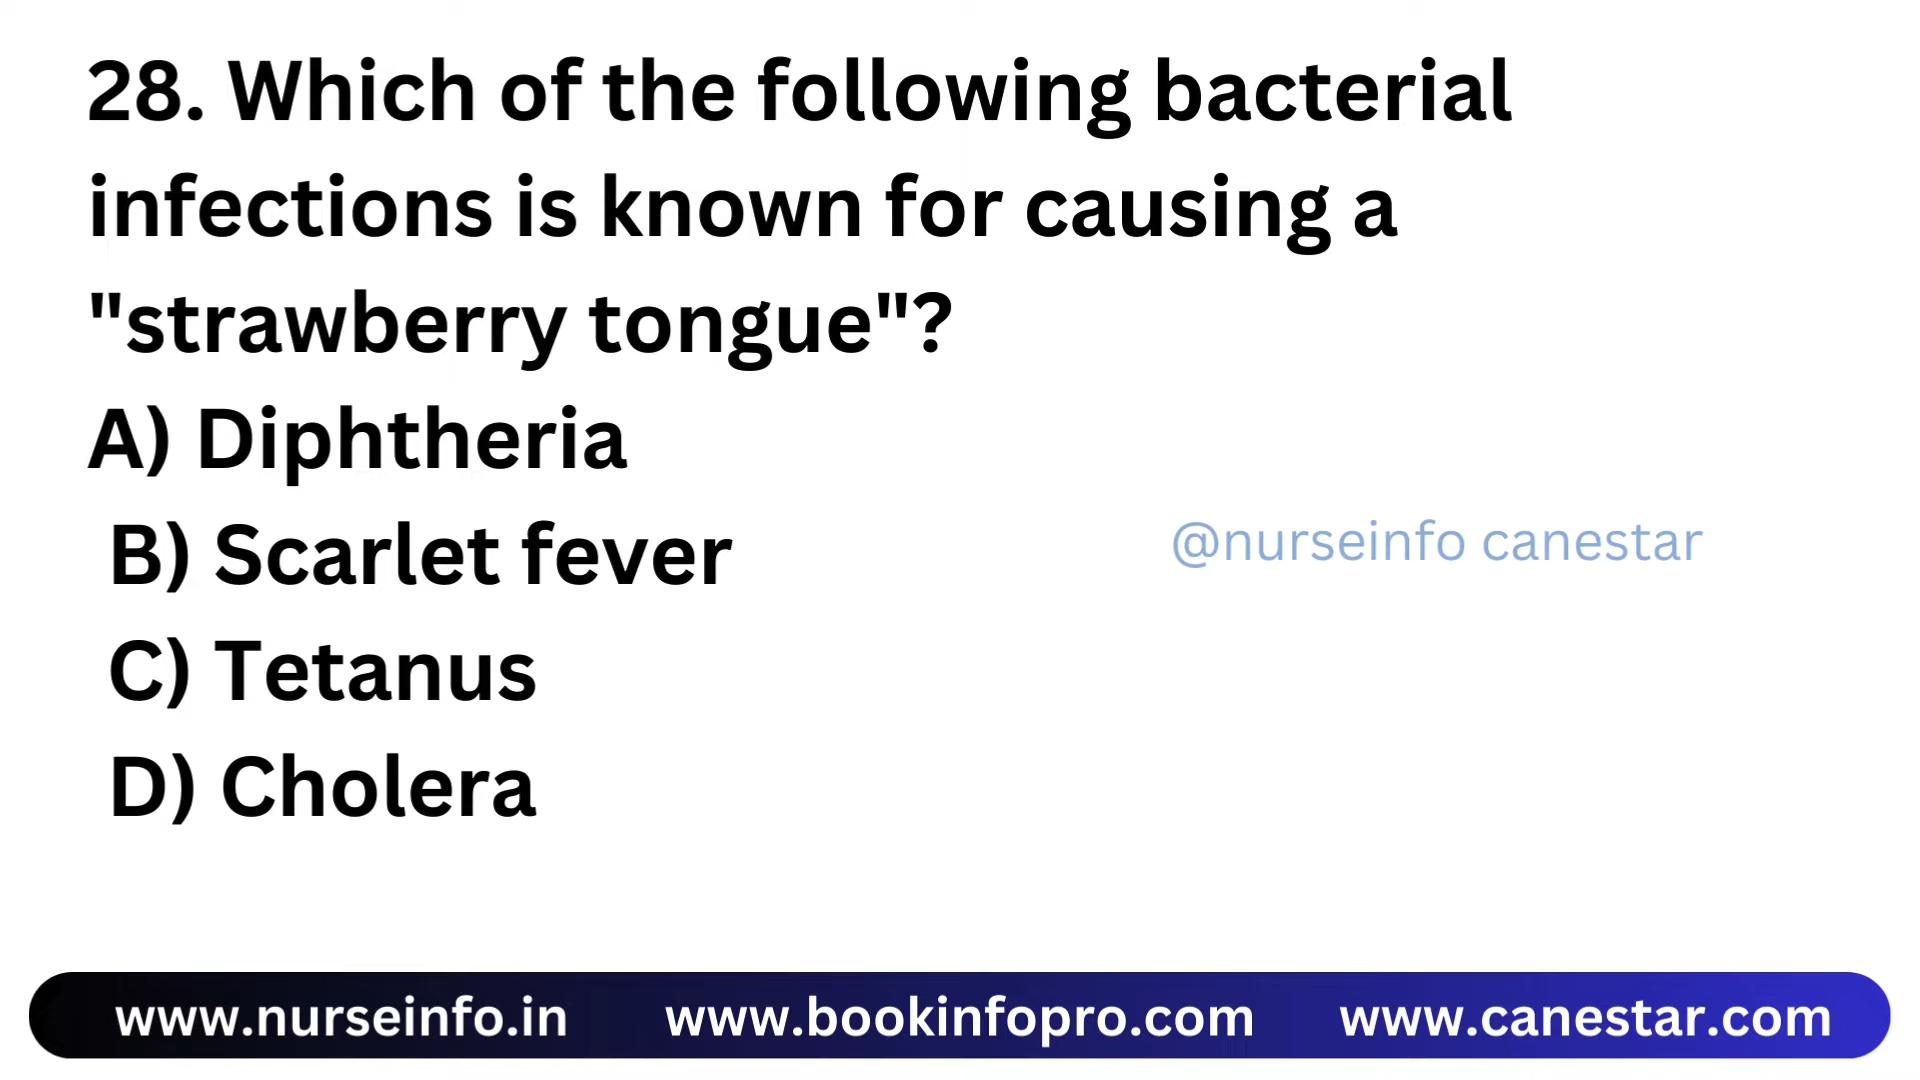 28. Which of the following bacterial
infections is known for causing a
"strawberry tongue"?
A) Diphtheria
B) Scarlet fever
@nurseinfo canestar
C) Tetanus
D) Cholera
www.nurseinfo.in www.bookinfopro.com www.canestar.com